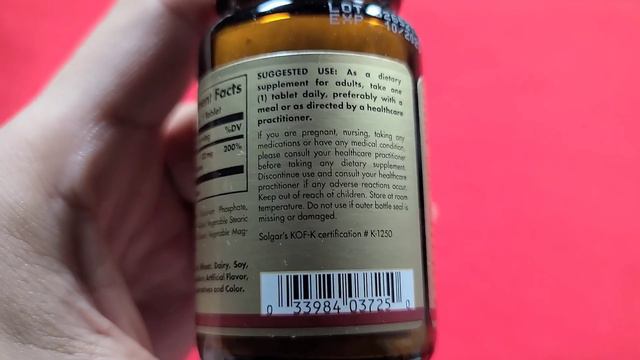 LOT
EXP 10/202
SUGGESTED USE: As a dietary
supplement for adults, take one
(1) tablet daily, preferably with a
meal or as directed by a healthcare
practitioner.
If you are pregnant, nursing, taking any
medications or have any medical condition,
please consult your healthcare practitioner
before taking any dietary supplement.
Discontinue use and consult your healthcare
practitioner if any adverse reactions occur.
Keep out of reach of children. Store at room
temperature. Do not use if outer bottle seal is
missing or damaged.
Solgar's KOF-K certification # K-1250
0 33984 03725 0
Facts
1 tablet
%DV
200%
Phosphate,
Vegetable Stearic
Vegetable Mag-
Wheat, Dairy, Soy,
Artificial Flavor,
and Color.